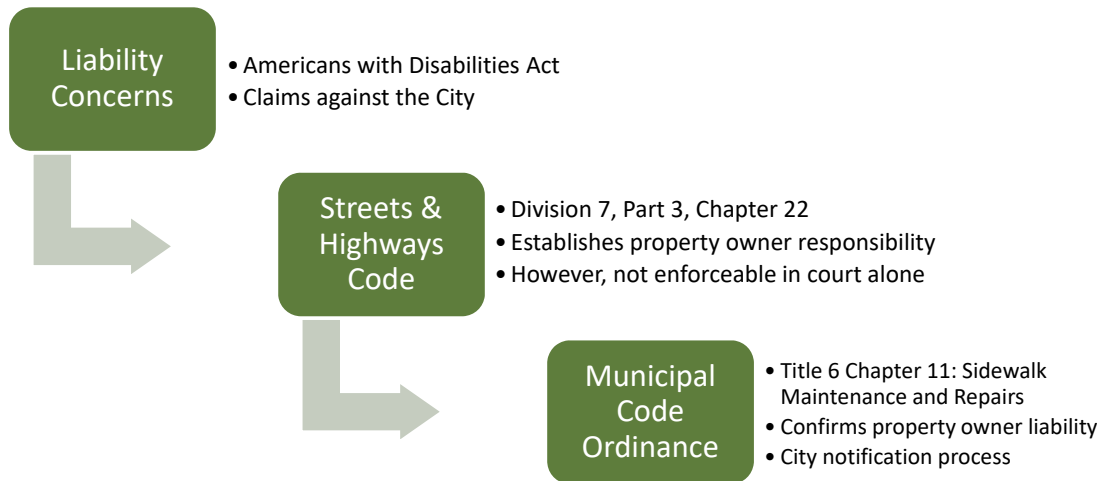 Liability
Concerns
• Americans with Disabilities Act
• Claims against the City
Streets &
Highways
Code
• Division 7, Part 3, Chapter 22
• Establishes property owner responsibility
• However, not enforceable in court alone
Municipal
Code
Ordinance
• Title 6 Chapter 11: Sidewalk
Maintenance and Repairs
• Confirms property owner liability
• City notification process